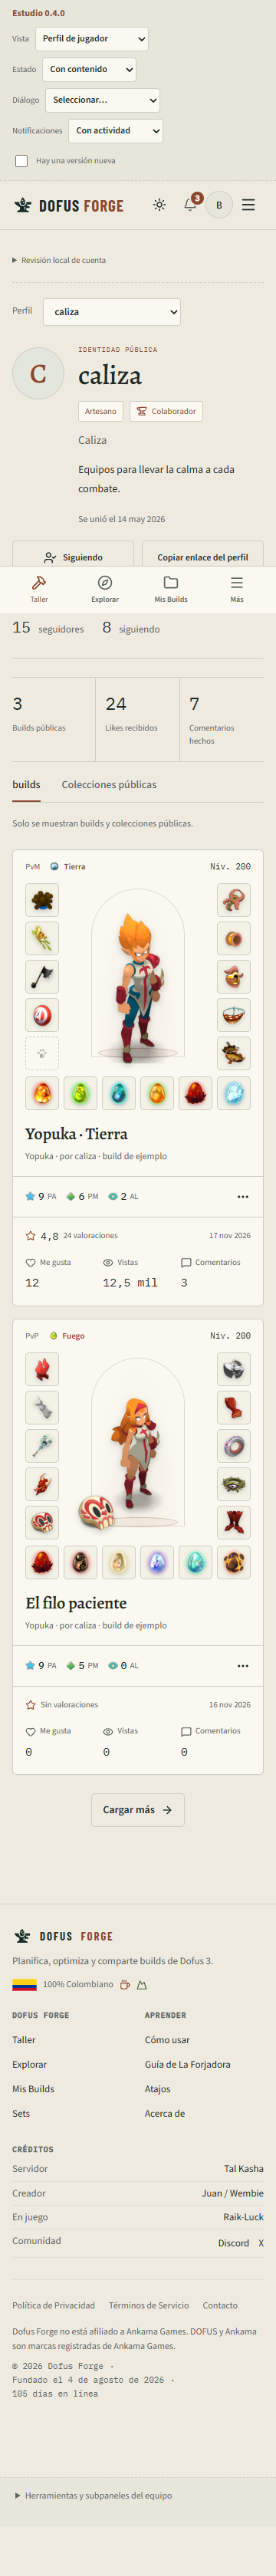 Estudio 0.4.0
Vista Perfil de jugador
Estado Con contenido
Diálogo Seleccionar...
Notificaciones Con actividad
Hay una versión nueva
DOFUS FORGE 3 B
Revisión local de cuenta
Perfil caliza
C
IDENTIDAD PÚBLICA
caliza
Artesano Colaborador
Caliza
Equipos para llevar la calma a cada
combate.
Se unió el 14 may 2026
Siguiendo Copiar enlace del perfil
Taller Explorar Mis Builds Más
15 seguidores 8 siguiendo
3 24 7
Builds públicas Likes recibidos Comentarios
hechos
builds Colecciones públicas
Solo se muestran builds y colecciones públicas.
PvM Tierra Niv. 200
Yopuka · Tierra
Yopuka · por caliza · build de ejemplo
9 PA 6 PM 2 AL
4,8 24 valoraciones 17 nov 2026
Me gusta Vistas Comentarios
12 12,5 mil 3
PvP Fuego Niv. 200
El filo paciente
Yopuka · por caliza · build de ejemplo
9 PA 5 PM 0 AL
Sin valoraciones 16 nov 2026
Me gusta Vistas Comentarios
0 0 0
Cargar más
DOFUS FORGE
Planifica, optimiza y comparte builds de Dofus 3.
100% Colombiano
DOFUS FORGE APRENDER
Taller Cómo usar
Explorar Guía de La Forjadora
Mis Builds Atajos
Sets Acerca de
CRÉDITOS
Servidor Tal Kasha
Creador Juan / Wembie
En juego Raik-Luck
Comunidad Discord X
Política de Privacidad Términos de Servicio Contacto
Dofus Forge no está afiliado a Ankama Games. DOFUS y Ankama
son marcas registradas de Ankama Games.
© 2026 Dofus Forge ·
Fundado el 4 de agosto de 2026 ·
105 días en línea
Herramientas y subpaneles del equipo